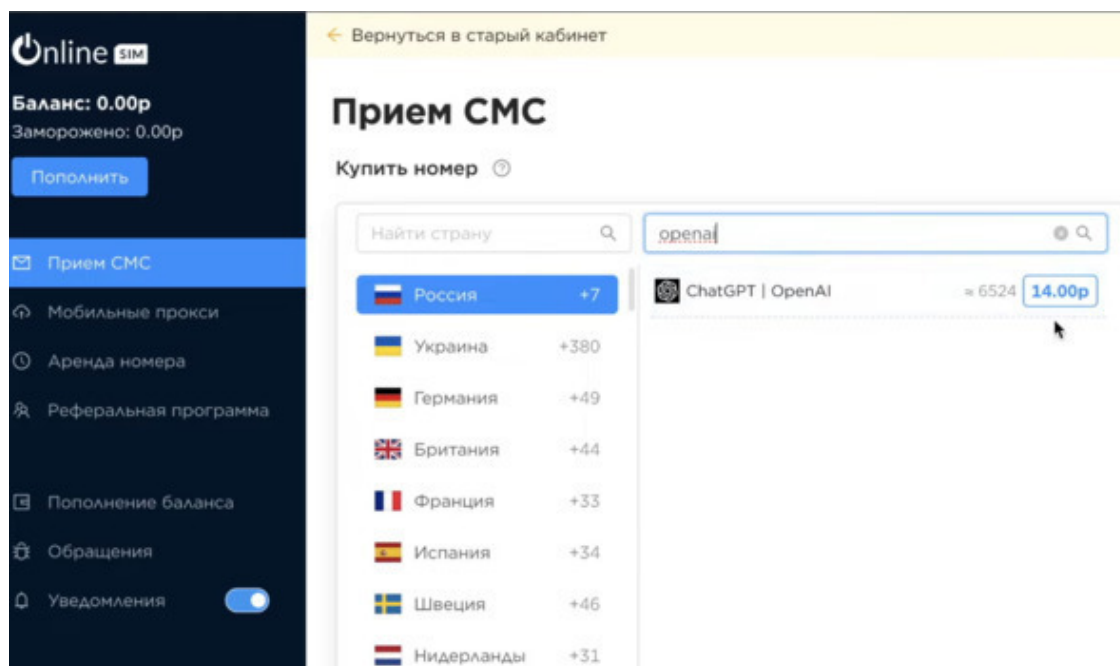 Online SIM
Баланс: 0.00р
Заморожено: 0.00р
Пополнить
Прием СМС
Мобильные прокси
Аренда номера
Реферальная программа
Пополнение баланса
Обращения
Уведомления
← Вернуться в старый кабинет
Прием СМС
Купить номер ?
Найти страну
Россия +7
Украина +380
Германия +49
Британия +44
Франция +33
Испания +34
Швеция +46
Нидерланды +31
openai
ChatGPT | OpenAI ≈ 6524 14.00р